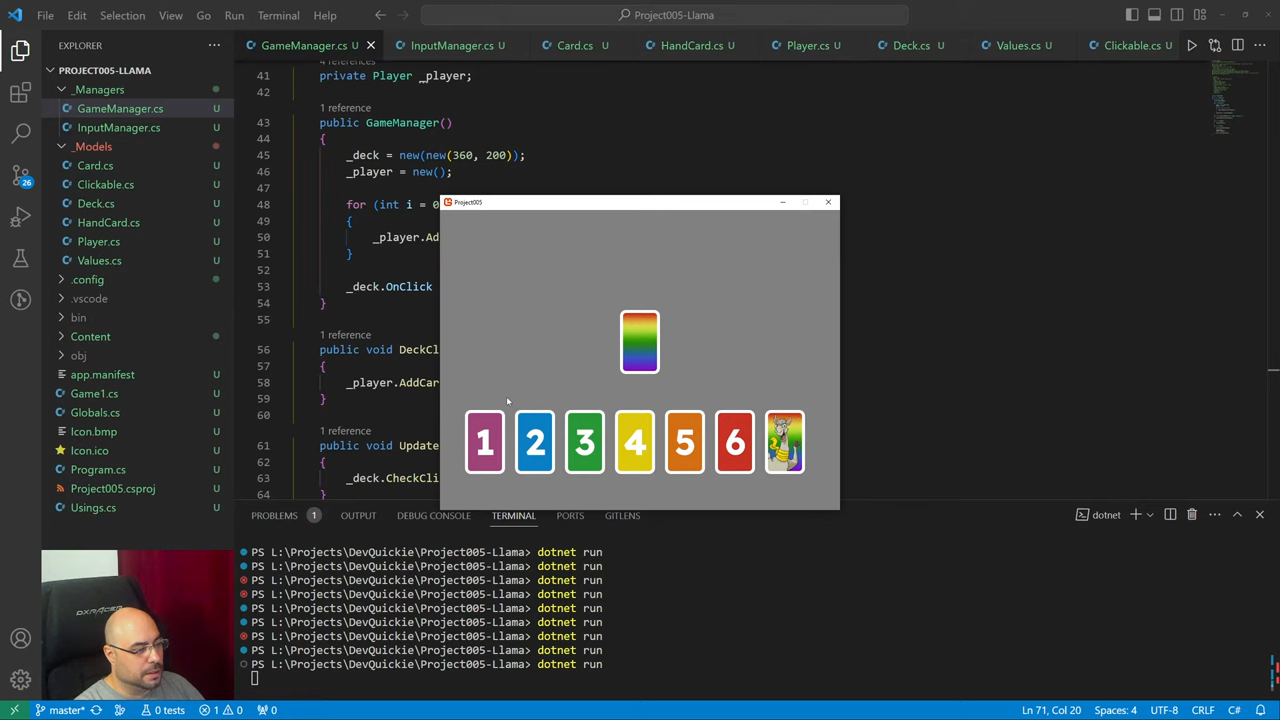 File Edit Selection View Go Run Terminal Help
Project005-Llama
EXPLORER
GameManager.cs
InputManager.cs U
Card.cs U
HandCard.cs U
Player.cs U
Deck.cs U
Values.cs U
Clickable.cs U
PROJECT005-LLAMA
_Managers
GameManager.cs U
InputManager.cs U
_Models
Card.cs U
Clickable.cs U
Deck.cs U
HandCard.cs U
Player.cs U
Values.cs U
.config
.vscode
bin
Content
obj
app.manifest U
Game1.cs U
Globals.cs U
Icon.bmp U
Icon.ico U
Program.cs U
Project005.csproj U
Usings.cs U
26
4 references
41 private Player _player;
42
1 reference
43 public GameManager()
44 {
45 _deck = new(new(360, 200));
46 _player = new();
47
48 for (int i = 0
49 {
50 _player.Ad
51 }
52
53 _deck.OnClick
54 }
55
1 reference
56 public void DeckCl
57 {
58 _player.AddCar
59 }
60
1 reference
61 public void Update
62 {
63 _deck.CheckCli
64 }
Project005
1 2 3 4 5 6
PROBLEMS 1 OUTPUT DEBUG CONSOLE TERMINAL PORTS GITLENS
dotnet
PS L:\Projects\DevQuickie\Project005-Llama> dotnet run
PS L:\Projects\DevQuickie\Project005-Llama> dotnet run
PS L:\Projects\DevQuickie\Project005-Llama> dotnet run
PS L:\Projects\DevQuickie\Project005-Llama> dotnet run
PS L:\Projects\DevQuickie\Project005-Llama> dotnet run
PS L:\Projects\DevQuickie\Project005-Llama> dotnet run
PS L:\Projects\DevQuickie\Project005-Llama> dotnet run
PS L:\Projects\DevQuickie\Project005-Llama> dotnet run
PS L:\Projects\DevQuickie\Project005-Llama> dotnet run
DXRACER
master* 0 tests 1 0 0
Ln 71, Col 20 Spaces: 4 UTF-8 CRLF C#